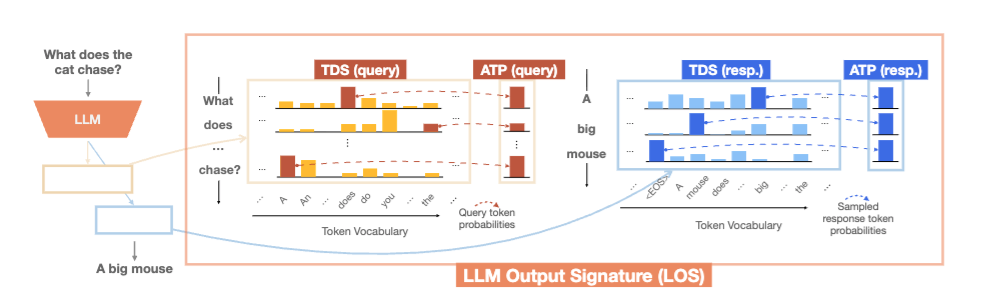 What does the
cat chase?
LLM
A big mouse
TDS (query)
ATP (query)
What
does
...
chase?
... ...
... ...
⋮ ⋮
... ...
... A An ... does do you ... the ...
Token Vocabulary
Query token
probabilities
TDS (resp.)
ATP (resp.)
A
big
mouse
... ...
... ...
... ...
... <EOS> A mouse does ... big ... the ...
Token Vocabulary
Sampled
response token
probabilities
LLM Output Signature (LOS)